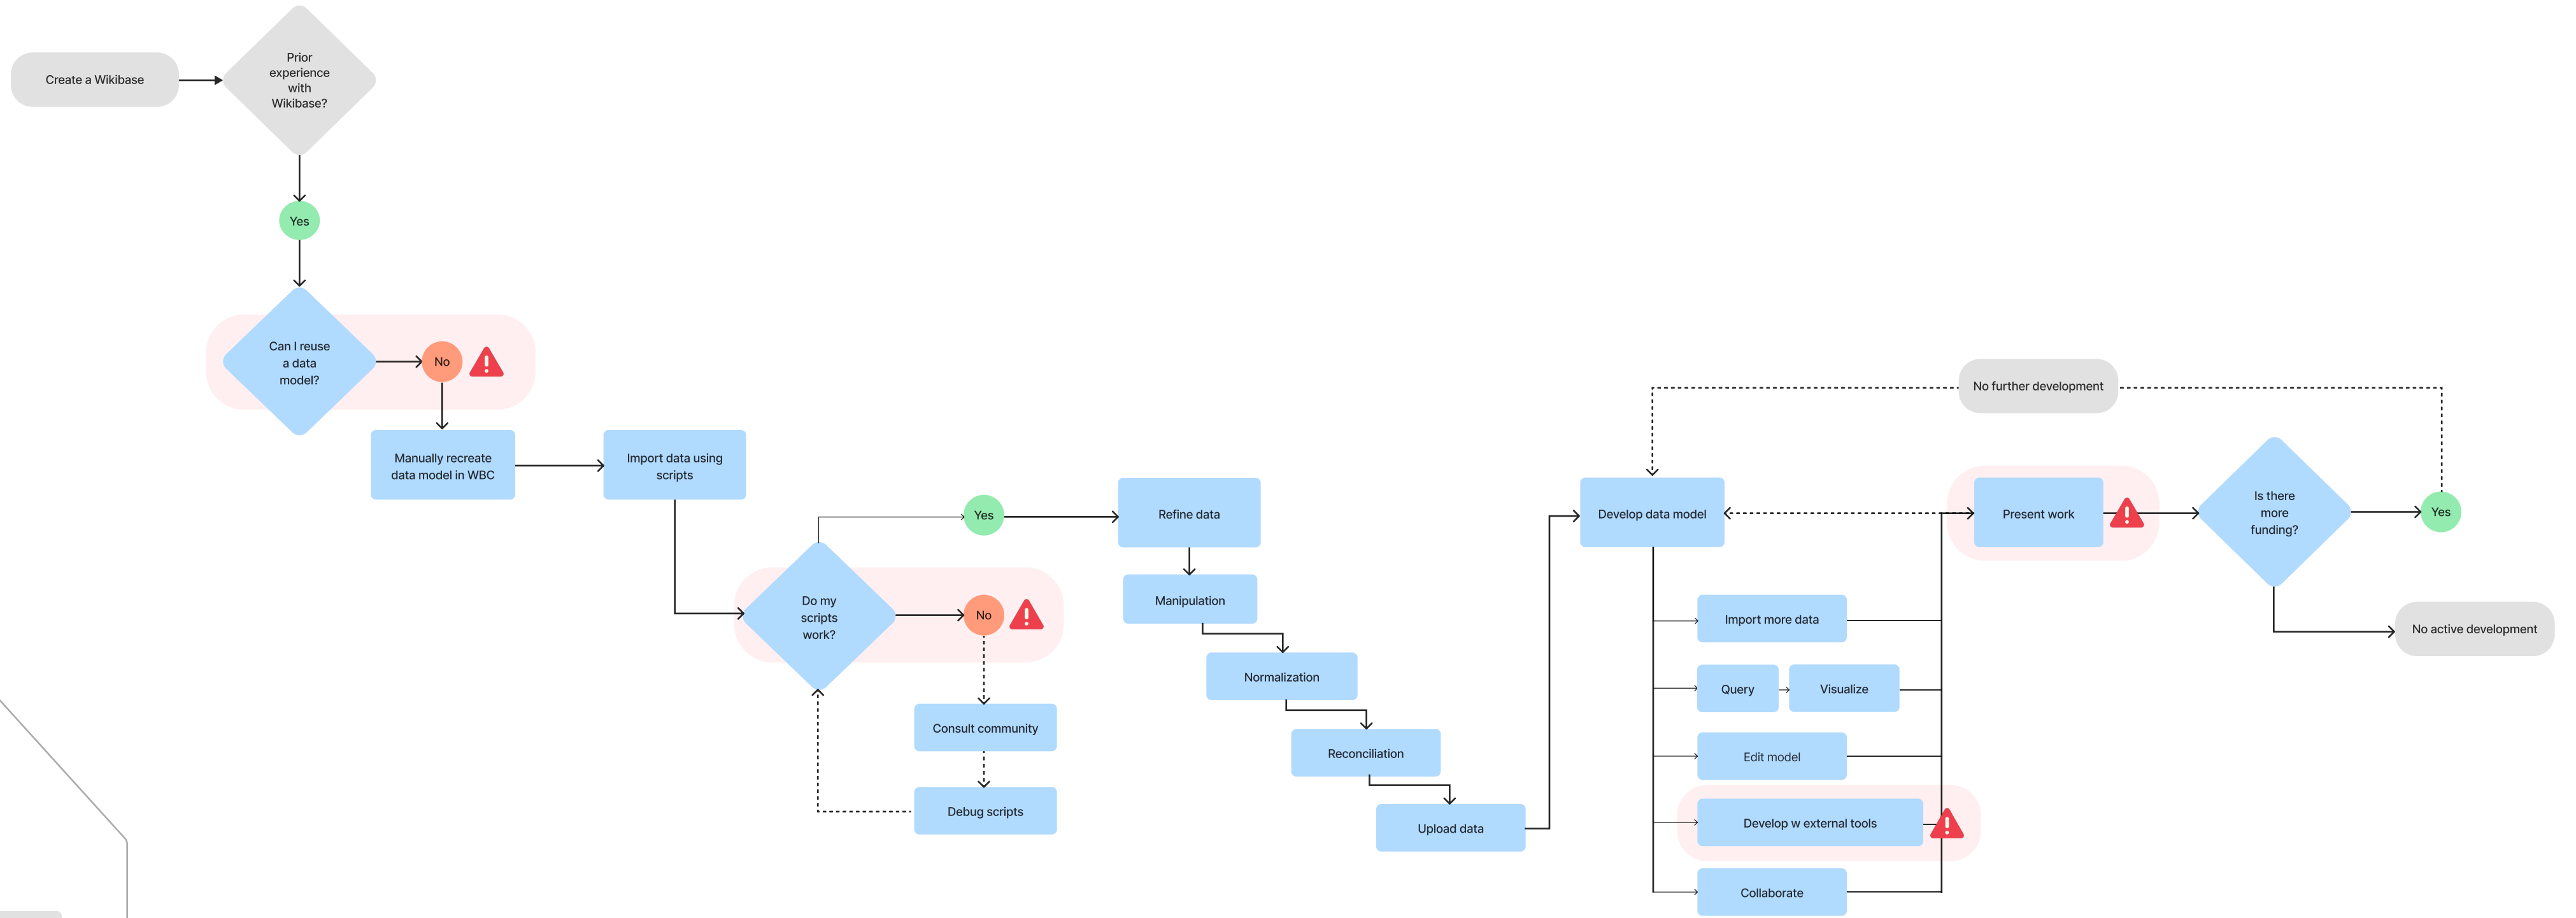 Create a Wikibase
Prior
experience
with
Wikibase?
Yes
Can I reuse
a data
model?
No
Manually recreate
data model in WBC
Import data using
scripts
Do my
scripts
work?
Yes
No
Consult community
Debug scripts
Refine data
Manipulation
Normalization
Reconciliation
Upload data
Develop data model
Import more data
Query
Visualize
Edit model
Develop w external tools
Collaborate
No further development
Present work
Is there
more
funding?
Yes
No active development